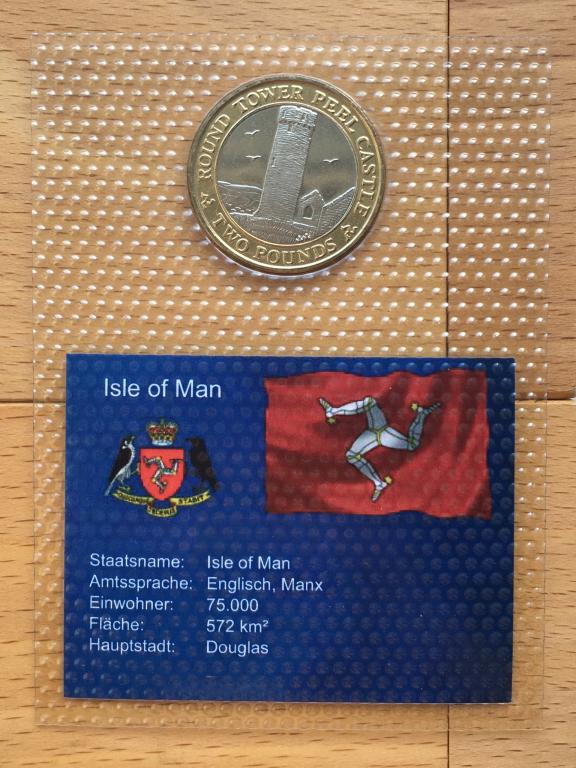 ROUND TOWER PEEL CASTLE
TWO POUNDS
Isle of Man
STABIT
Staatsname: Isle of Man
Amtssprache: Englisch, Manx
Einwohner: 75.000
Fläche: 572 km²
Hauptstadt: Douglas